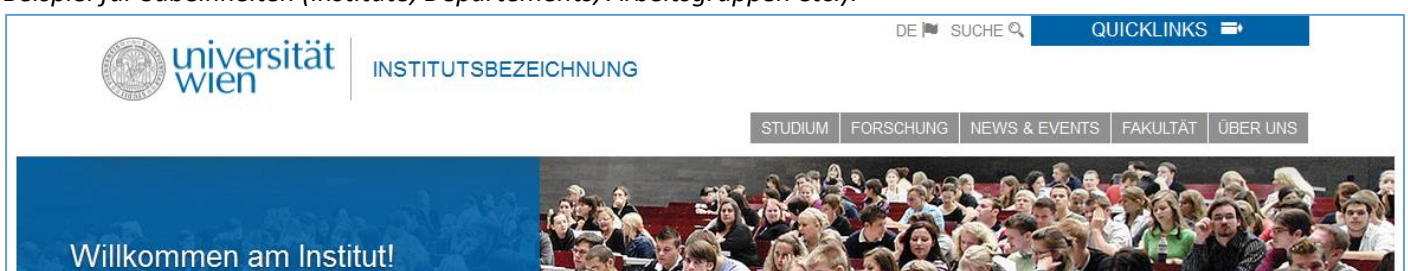 Beispiel für Subeinheiten (Institute, Departements, Arbeitsgruppen etc.):
DE SUCHE QUICKLINKS
universität
wien
INSTITUTSBEZEICHNUNG
STUDIUM FORSCHUNG NEWS & EVENTS FAKULTÄT ÜBER UNS
Willkommen am Institut!